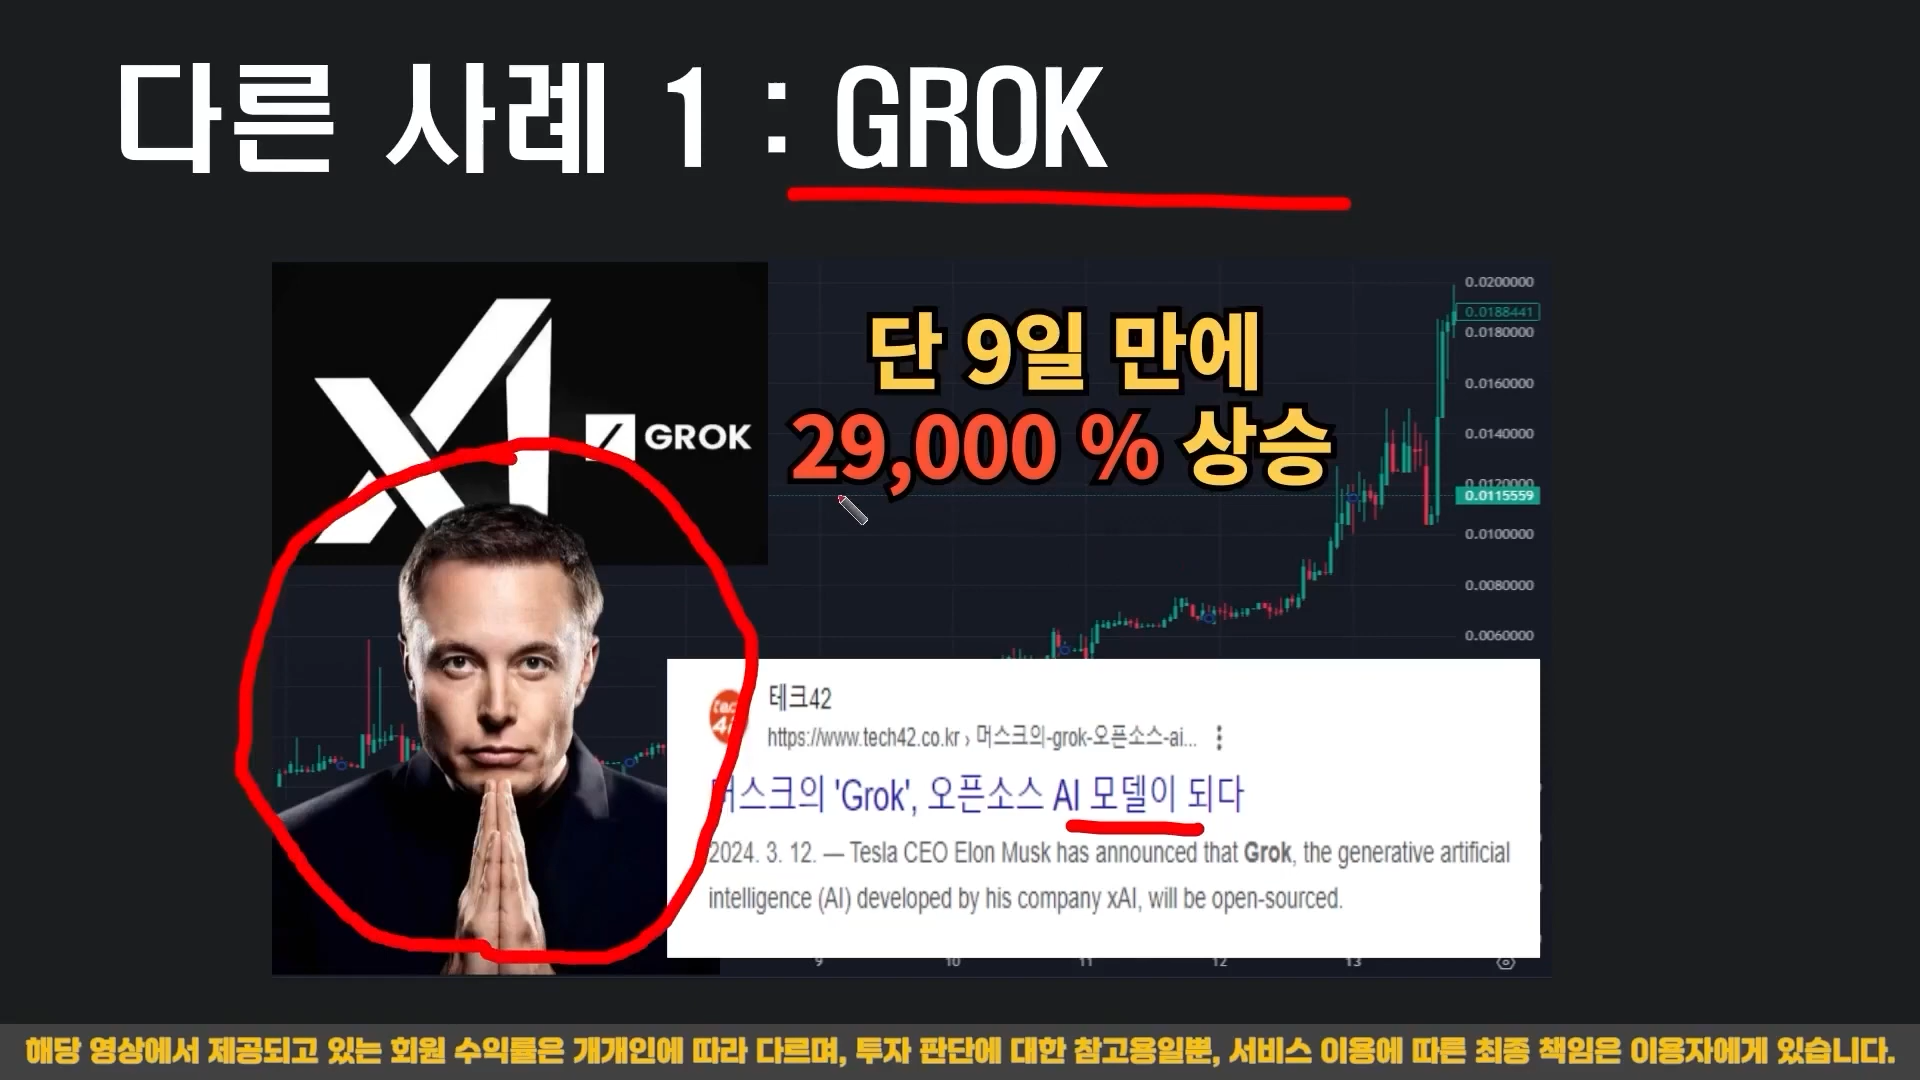 다른 사례 1 : GROK
GROK
단 9일 만에
29,000 % 상승
0.0200000
0.0188441
0.0180000
0.0160000
0.0140000
0.0120000
0.0115559
0.0100000
0.0080000
0.0060000
테크42
https://www.tech42.co.kr › 머스크의-grok-오픈소스-ai...
머스크의 'Grok', 오픈소스 AI 모델이 되다
2024. 3. 12. — Tesla CEO Elon Musk has announced that Grok, the generative artificial
intelligence (AI) developed by his company xAI, will be open-sourced.
9 10 11 12 13
해당 영상에서 제공되고 있는 회원 수익률은 개개인에 따라 다르며, 투자 판단에 대한 참고용일뿐, 서비스 이용에 따른 최종 책임은 이용자에게 있습니다.